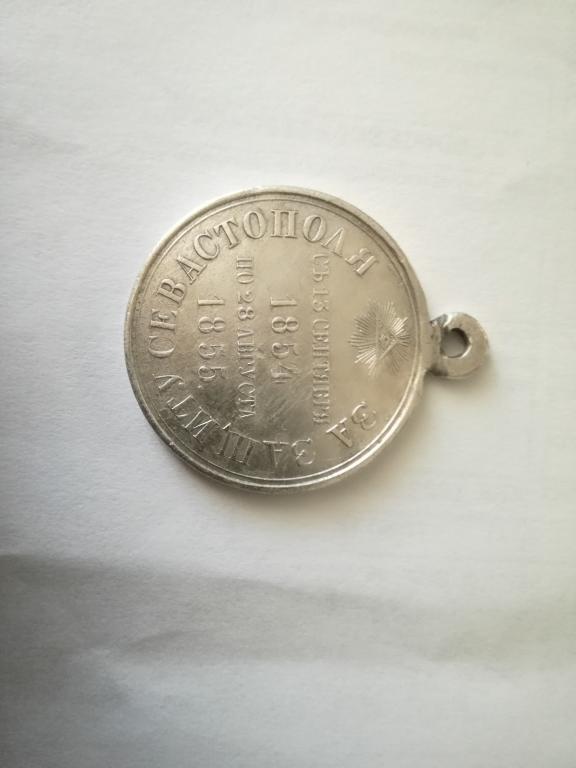 ЗА ЗАЩИТУ СЕВАСТОПОЛЯ
СЪ 13 СЕНТЯБРЯ
1854
ПО 28 АВГУСТА
1855